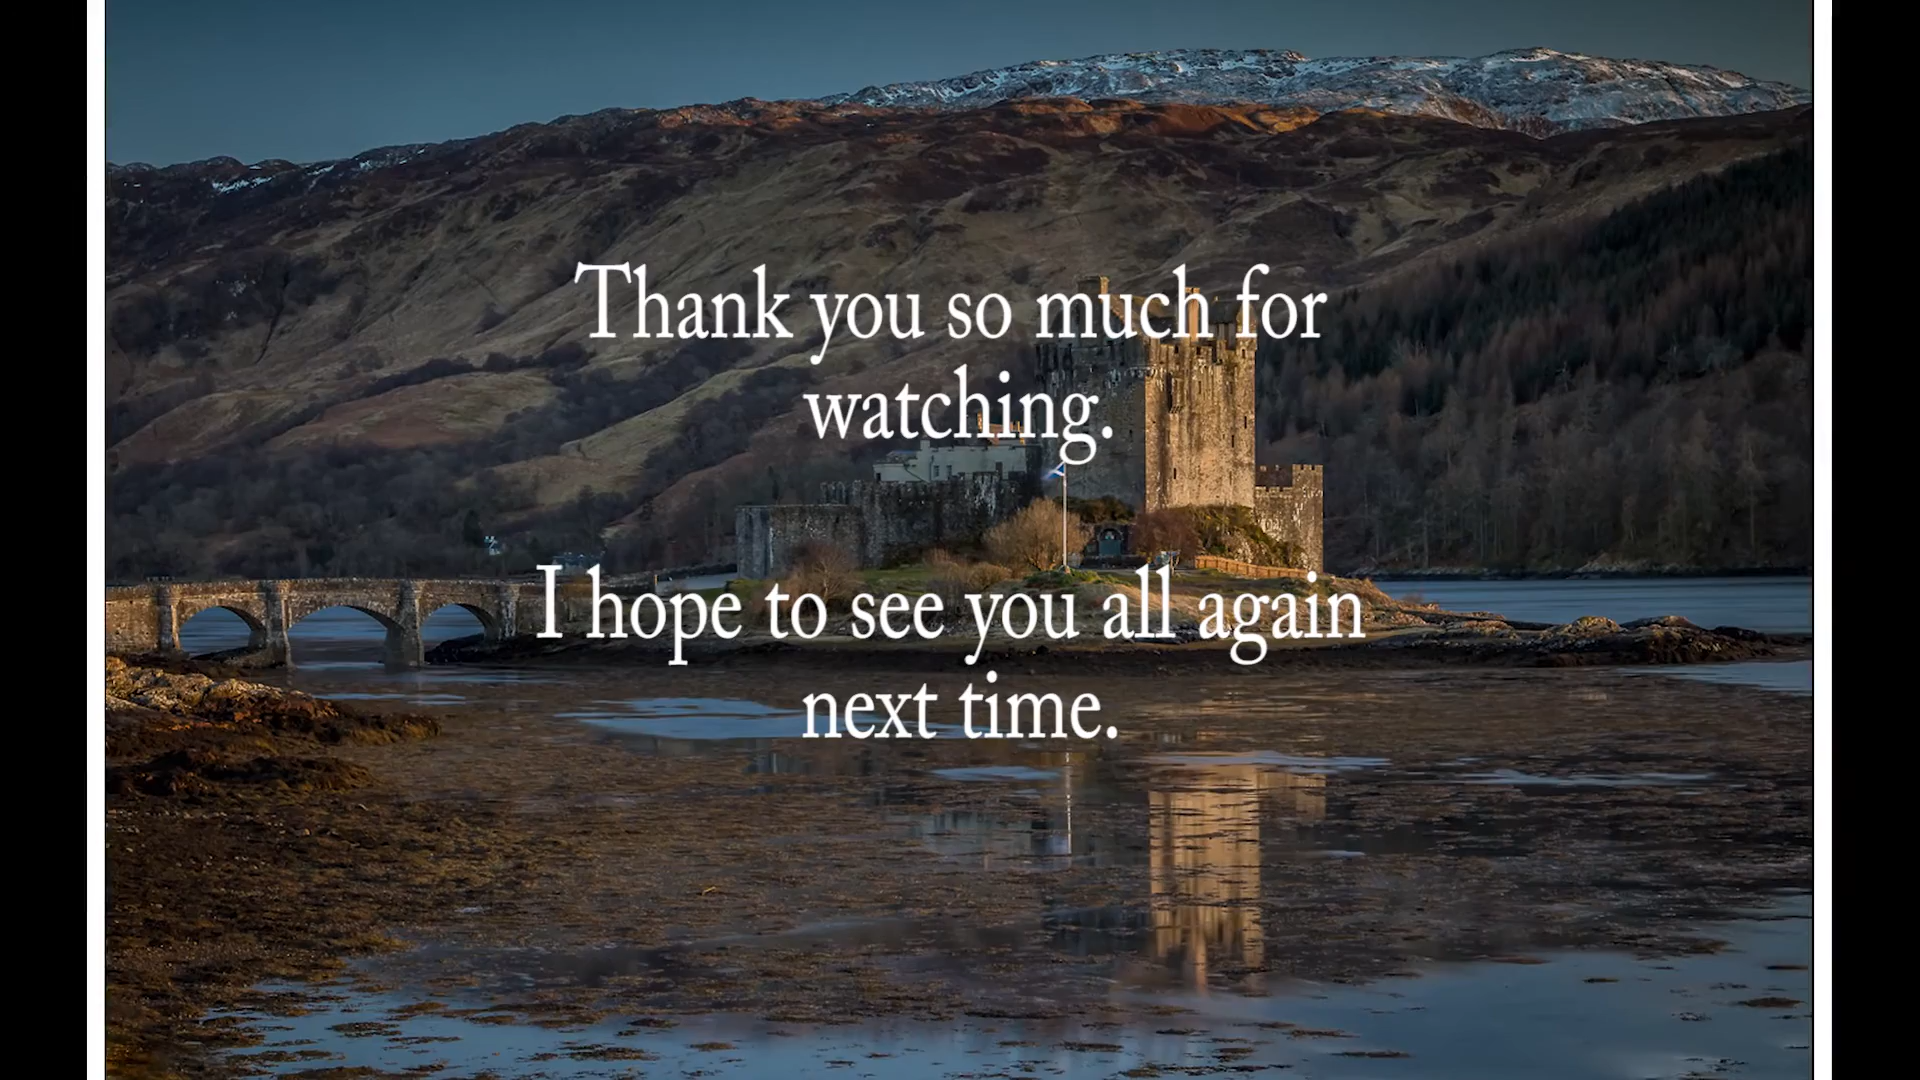 Thank you so much for
watching.
I hope to see you all again
next time.